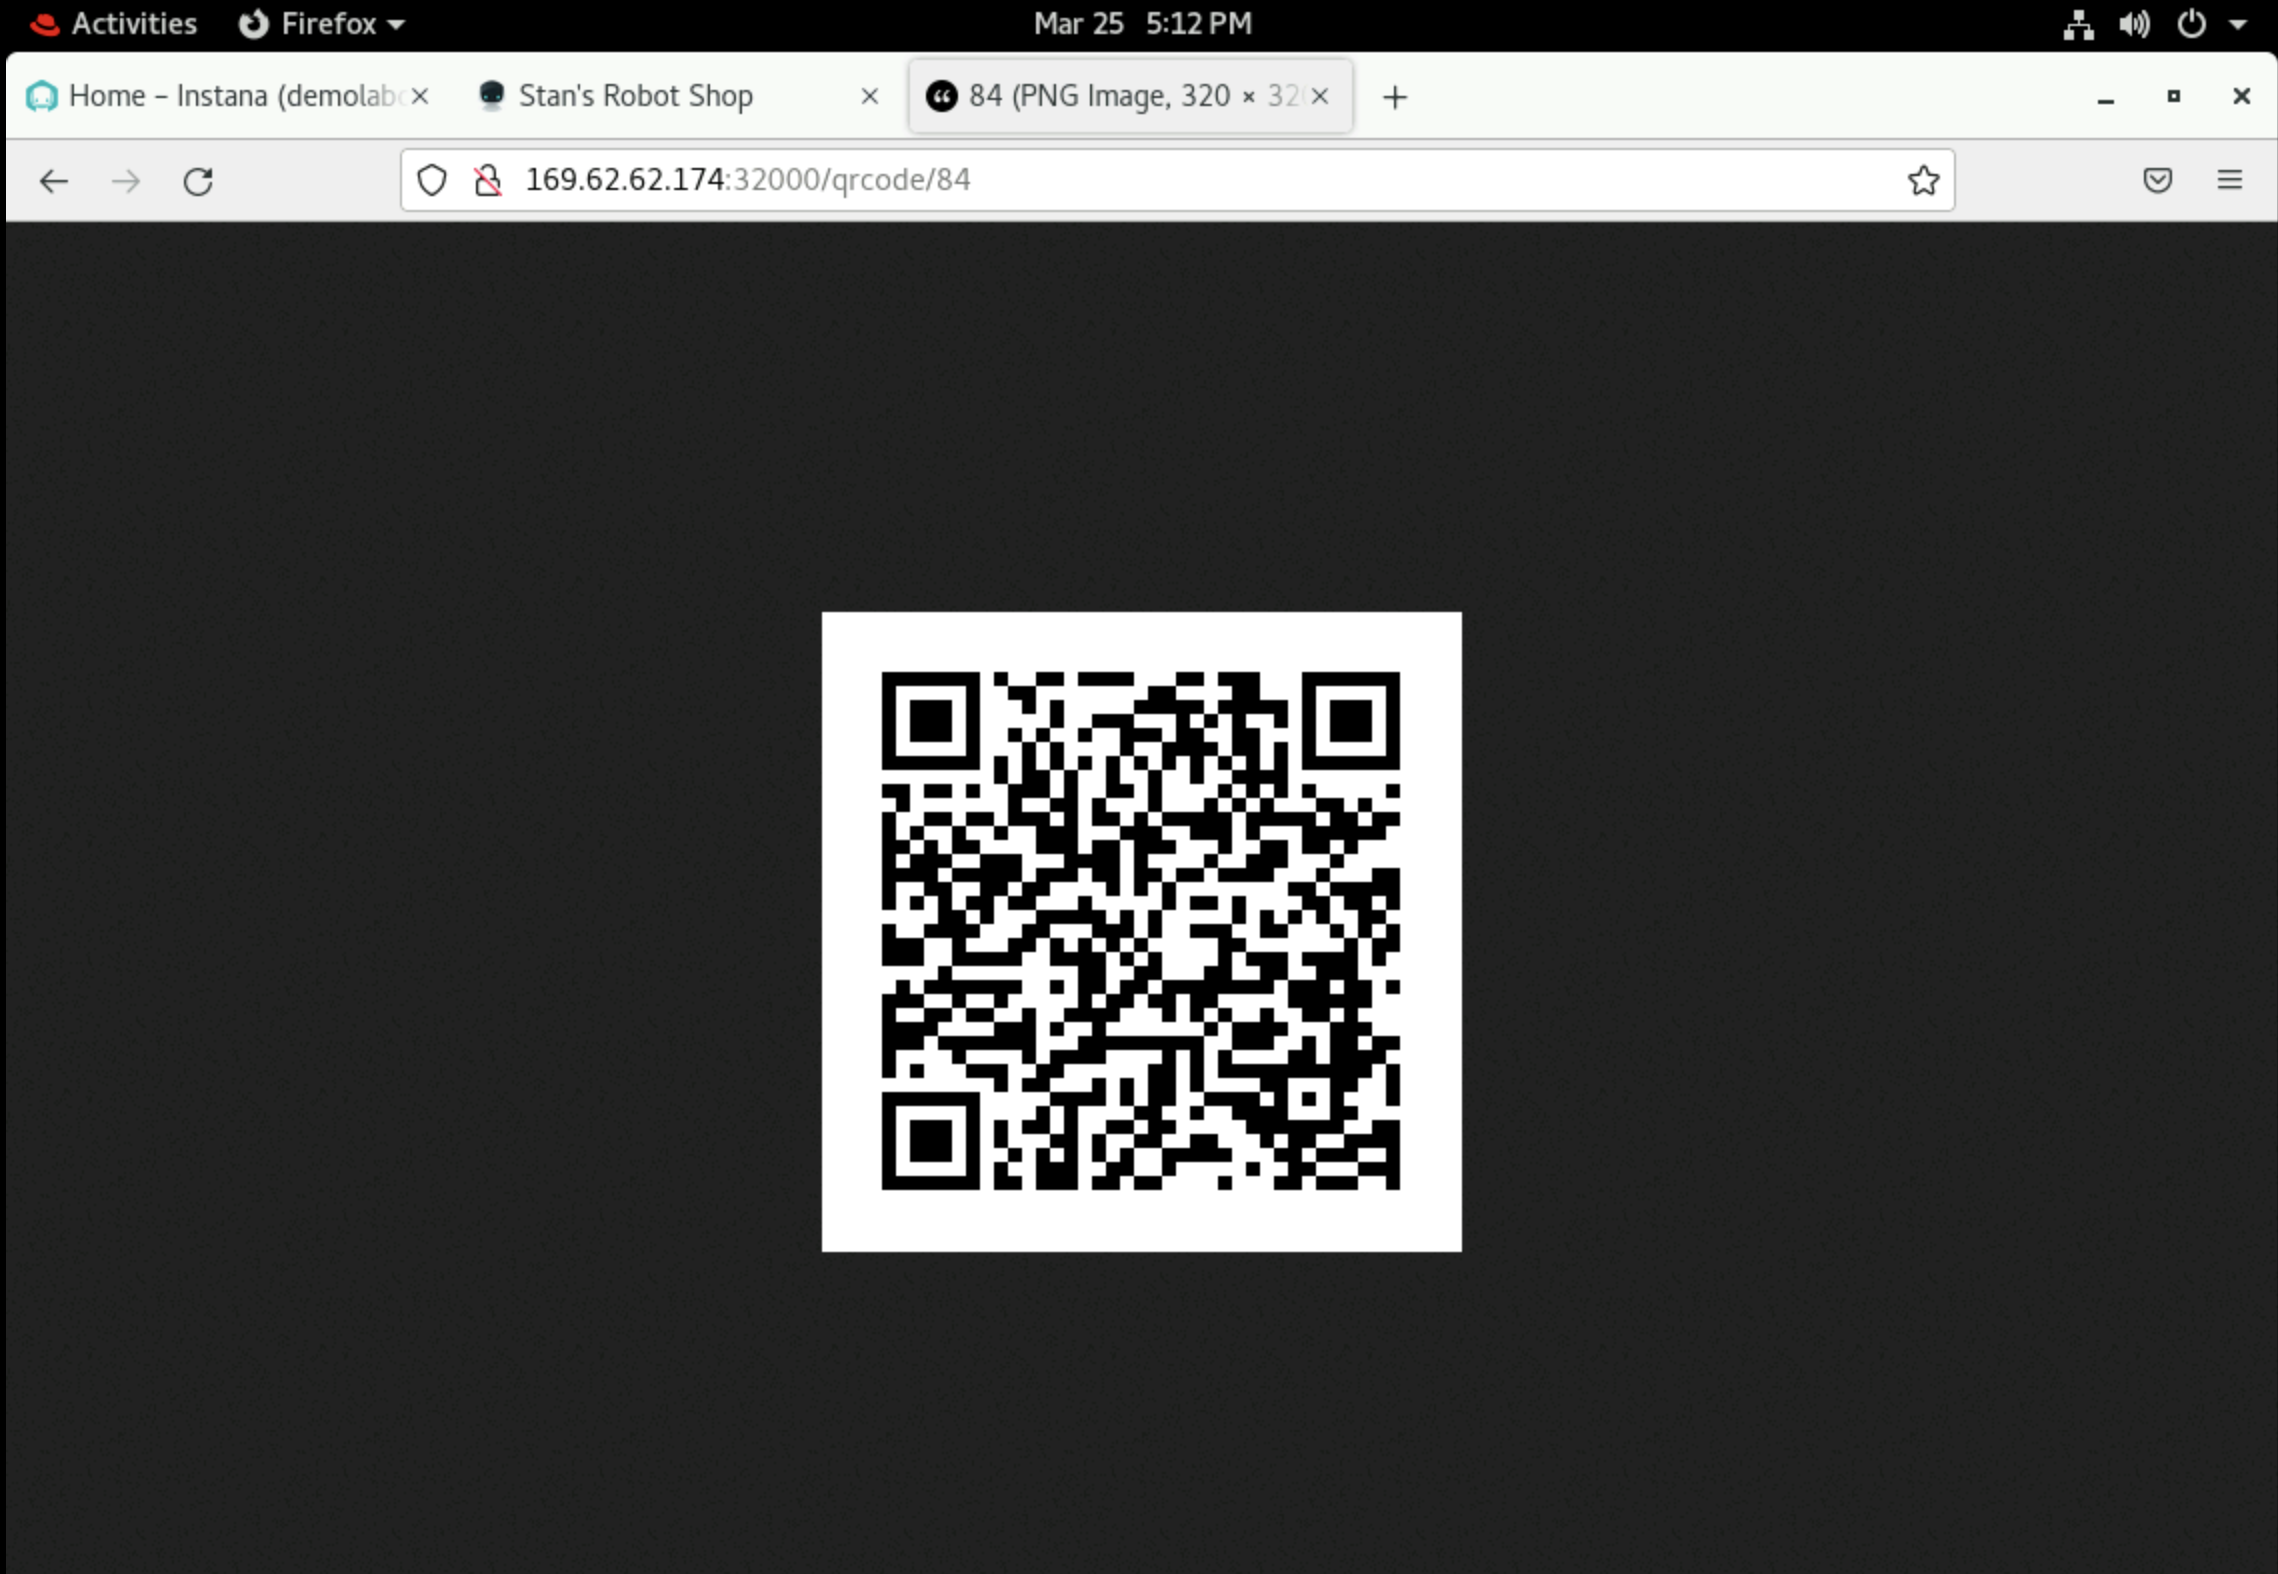 Activities Firefox Mar 25 5:12 PM
Home – Instana (demolab Stan's Robot Shop 84 (PNG Image, 320 × 320
169.62.62.174:32000/qrcode/84